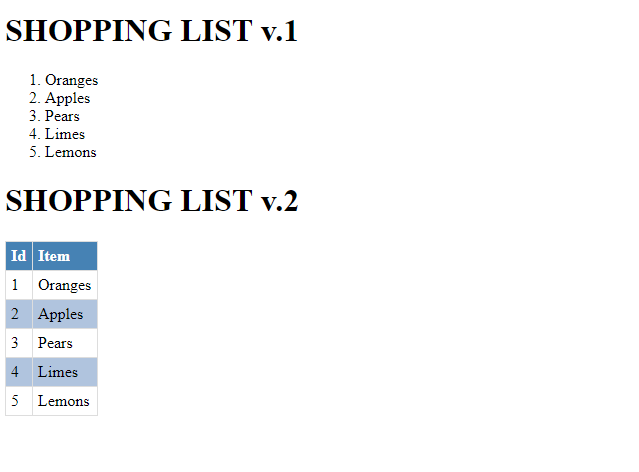 SHOPPING LIST v.1
1. Oranges
2. Apples
3. Pears
4. Limes
5. Lemons
SHOPPING LIST v.2
Id Item
1 Oranges
2 Apples
3 Pears
4 Limes
5 Lemons